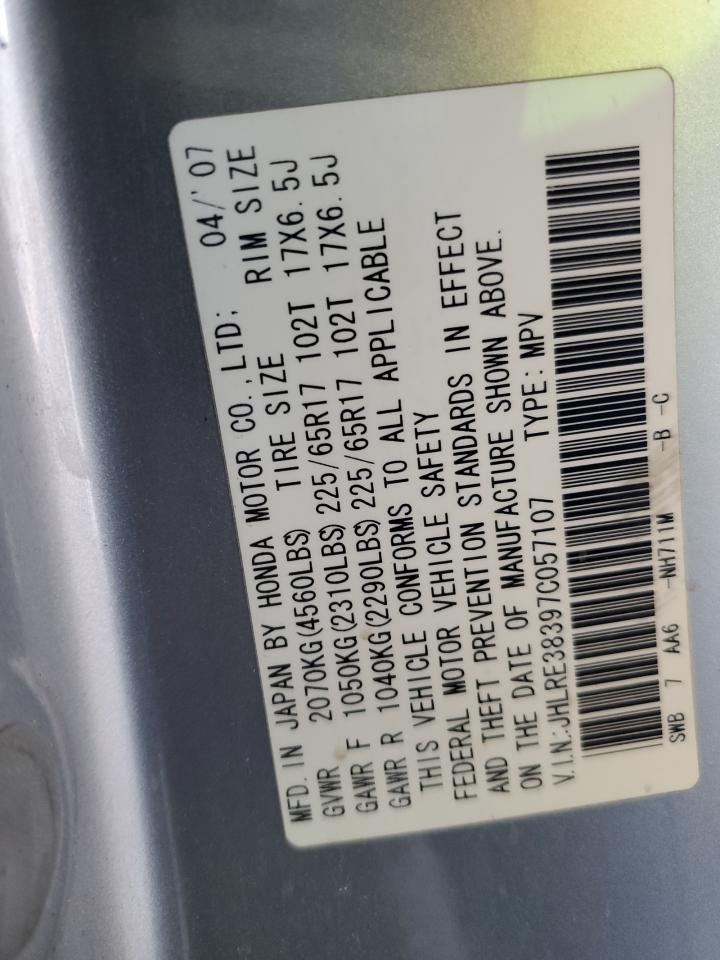 MFD. IN JAPAN BY HONDA MOTOR CO., LTD; 04/'07
GVWR 2070KG(4560LBS) TIRE SIZE RIM SIZE
GAWR F 1050KG(2310LBS) 225/65R17 102T 17X6.5J
GAWR R 1040KG(2290LBS) 225/65R17 102T 17X6.5J
THIS VEHICLE CONFORMS TO ALL APPLICABLE
FEDERAL MOTOR VEHICLE SAFETY
AND THEFT PREVENTION STANDARDS IN EFFECT
ON THE DATE OF MANUFACTURE SHOWN ABOVE.
V.I.N.:JHLRE38397C057107 TYPE: MPV
SWB 7 AA6 -NH711M -B -C